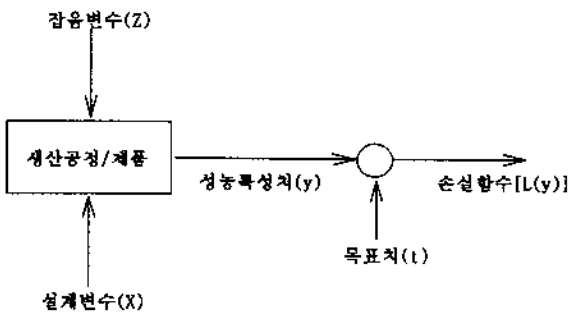 잡음변수(Z)
생산공정/제품
성능특성치(y)
손실함수[L(y)]
목표치(t)
설계변수(X)